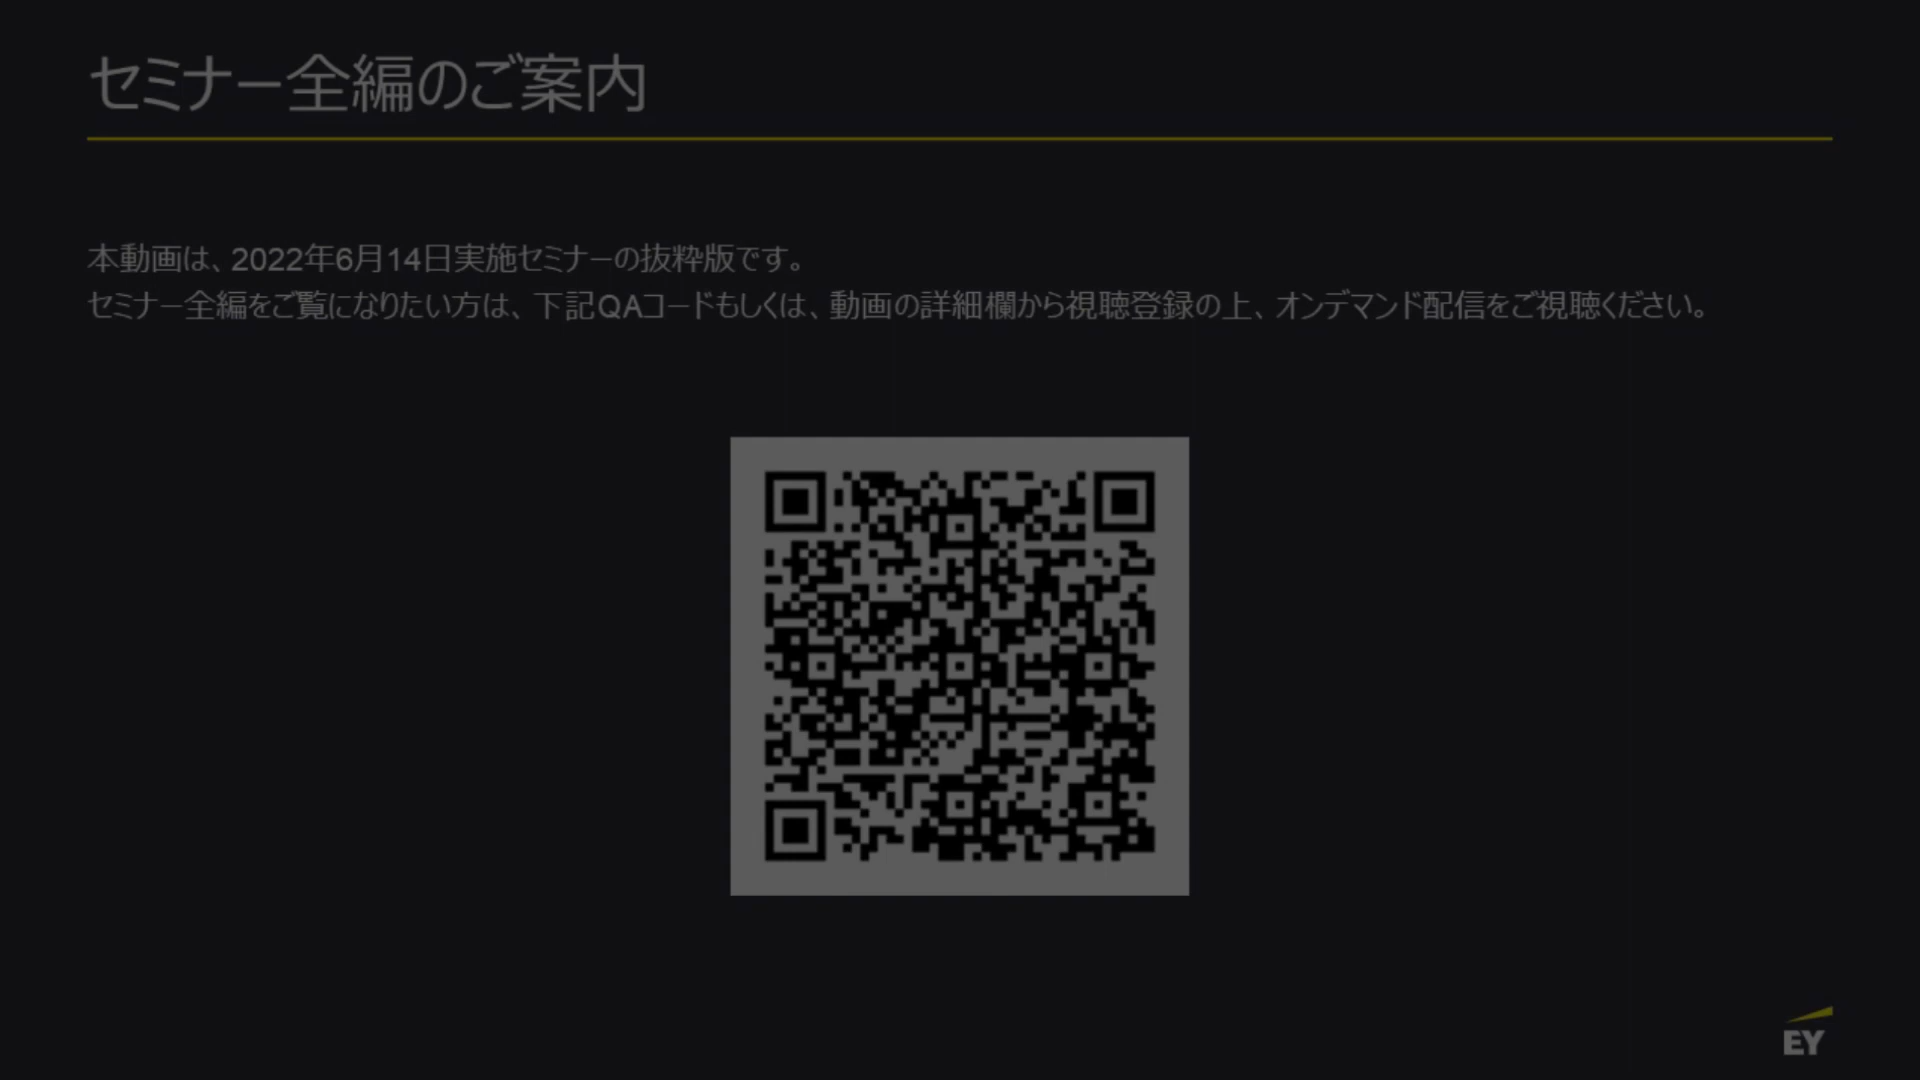 セミナー全編のご案内
本動画は、2022年6月14日実施セミナーの抜粋版です。
セミナー全編をご覧になりたい方は、下記QAコードもしくは、動画の詳細欄から視聴登録の上、オンデマンド配信をご視聴ください。
EY